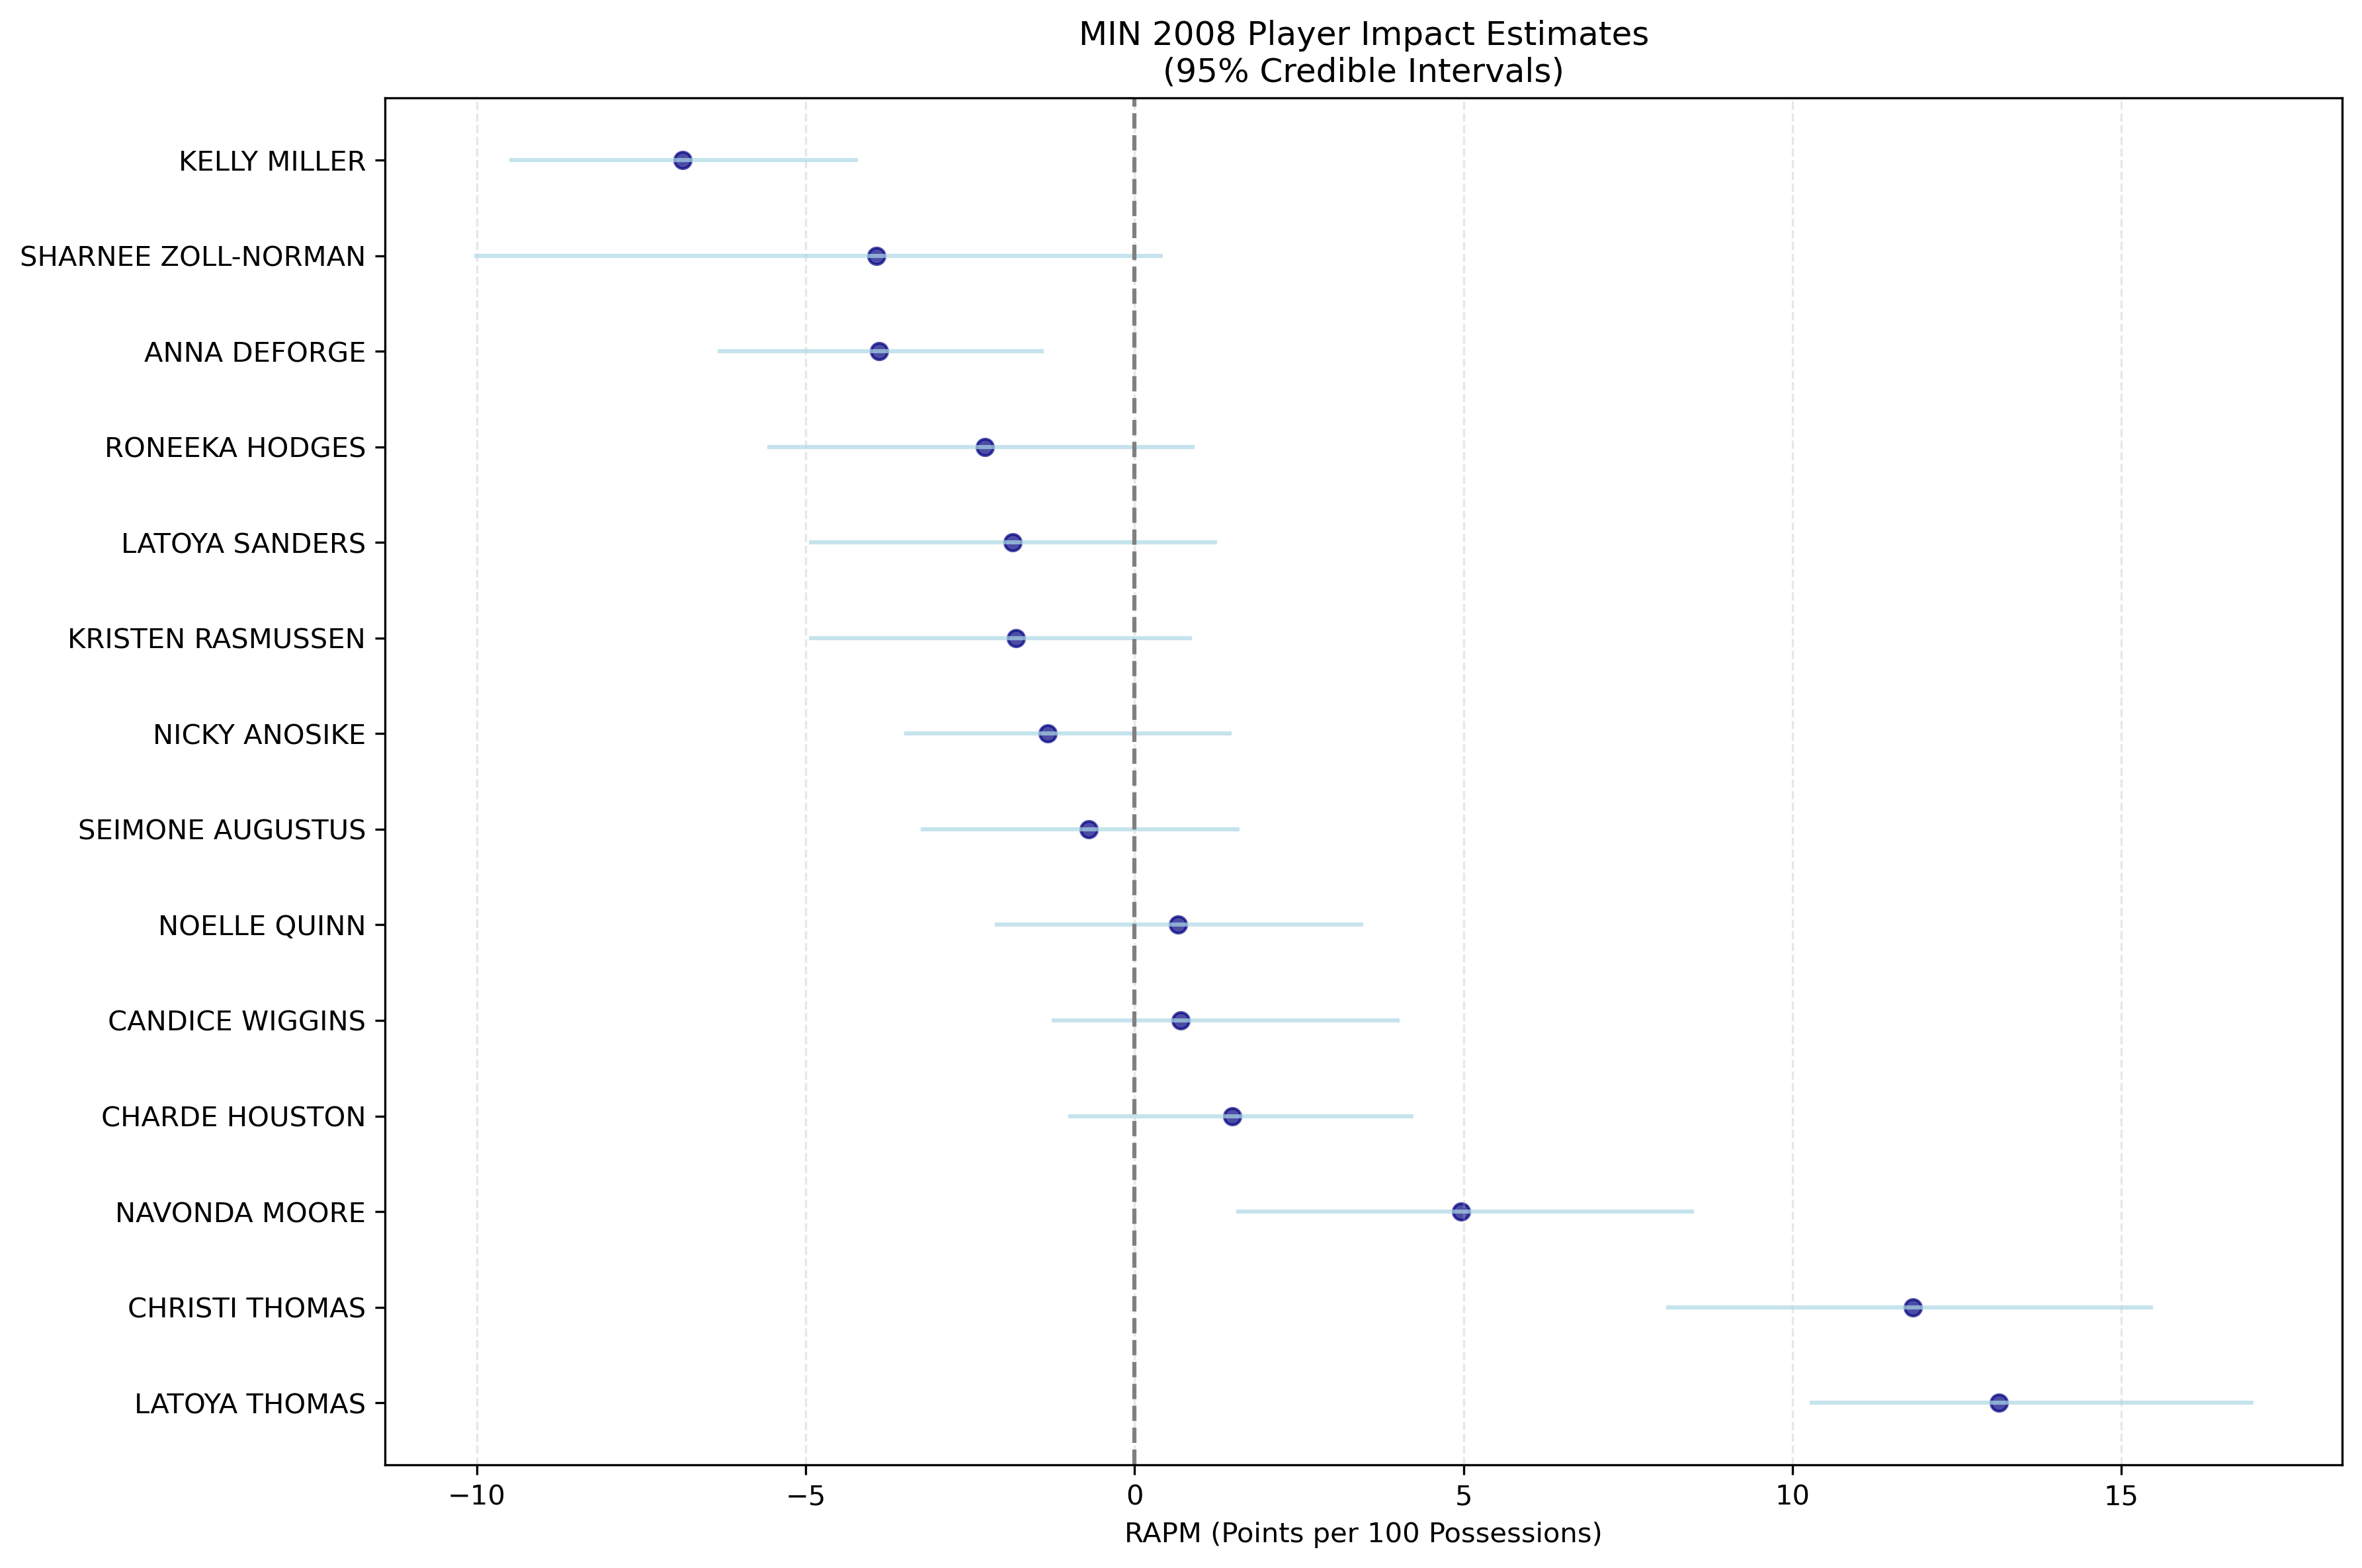 MIN 2008 Player Impact Estimates
(95% Credible Intervals)
KELLY MILLER
SHARNEE ZOLL-NORMAN
ANNA DEFORGE
RONEEKA HODGES
LATOYA SANDERS
KRISTEN RASMUSSEN
NICKY ANOSIKE
SEIMONE AUGUSTUS
NOELLE QUINN
CANDICE WIGGINS
CHARDE HOUSTON
NAVONDA MOORE
CHRISTI THOMAS
LATOYA THOMAS
−10 −5 0 5 10 15
RAPM (Points per 100 Possessions)